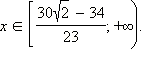 x ∈ [ (30√2 − 34)/23 ; +∞ ).